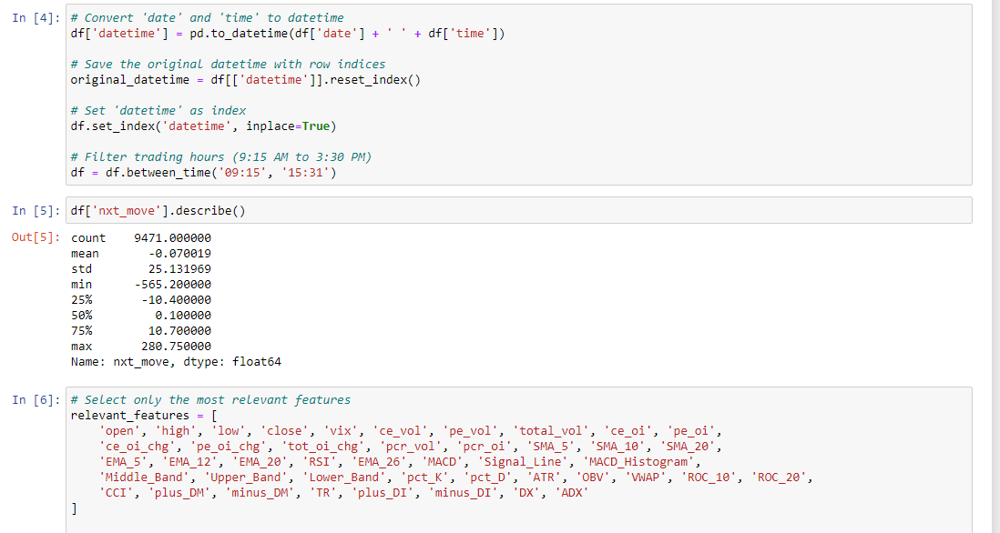 In [4]: # Convert 'date' and 'time' to datetime
df['datetime'] = pd.to_datetime(df['date'] + ' ' + df['time'])
# Save the original datetime with row indices
original_datetime = df[['datetime']].reset_index()
# Set 'datetime' as index
df.set_index('datetime', inplace=True)
# Filter trading hours (9:15 AM to 3:30 PM)
df = df.between_time('09:15', '15:31')
In [5]: df['nxt_move'].describe()
Out[5]: count    9471.000000
mean       -0.070019
std        25.131969
min      -565.200000
25%       -10.400000
50%         0.100000
75%        10.700000
max       280.750000
Name: nxt_move, dtype: float64
In [6]: # Select only the most relevant features
relevant_features = [
    'open', 'high', 'low', 'close', 'vix', 'ce_vol', 'pe_vol', 'total_vol', 'ce_oi', 'pe_oi',
    'ce_oi_chg', 'pe_oi_chg', 'tot_oi_chg', 'pcr_vol', 'pcr_oi', 'SMA_5', 'SMA_10', 'SMA_20',
    'EMA_5', 'EMA_12', 'EMA_20', 'RSI', 'EMA_26', 'MACD', 'Signal_Line', 'MACD_Histogram',
    'Middle_Band', 'Upper_Band', 'Lower_Band', 'pct_K', 'pct_D', 'ATR', 'OBV', 'VWAP', 'ROC_10', 'ROC_20',
    'CCI', 'plus_DM', 'minus_DM', 'TR', 'plus_DI', 'minus_DI', 'DX', 'ADX'
]